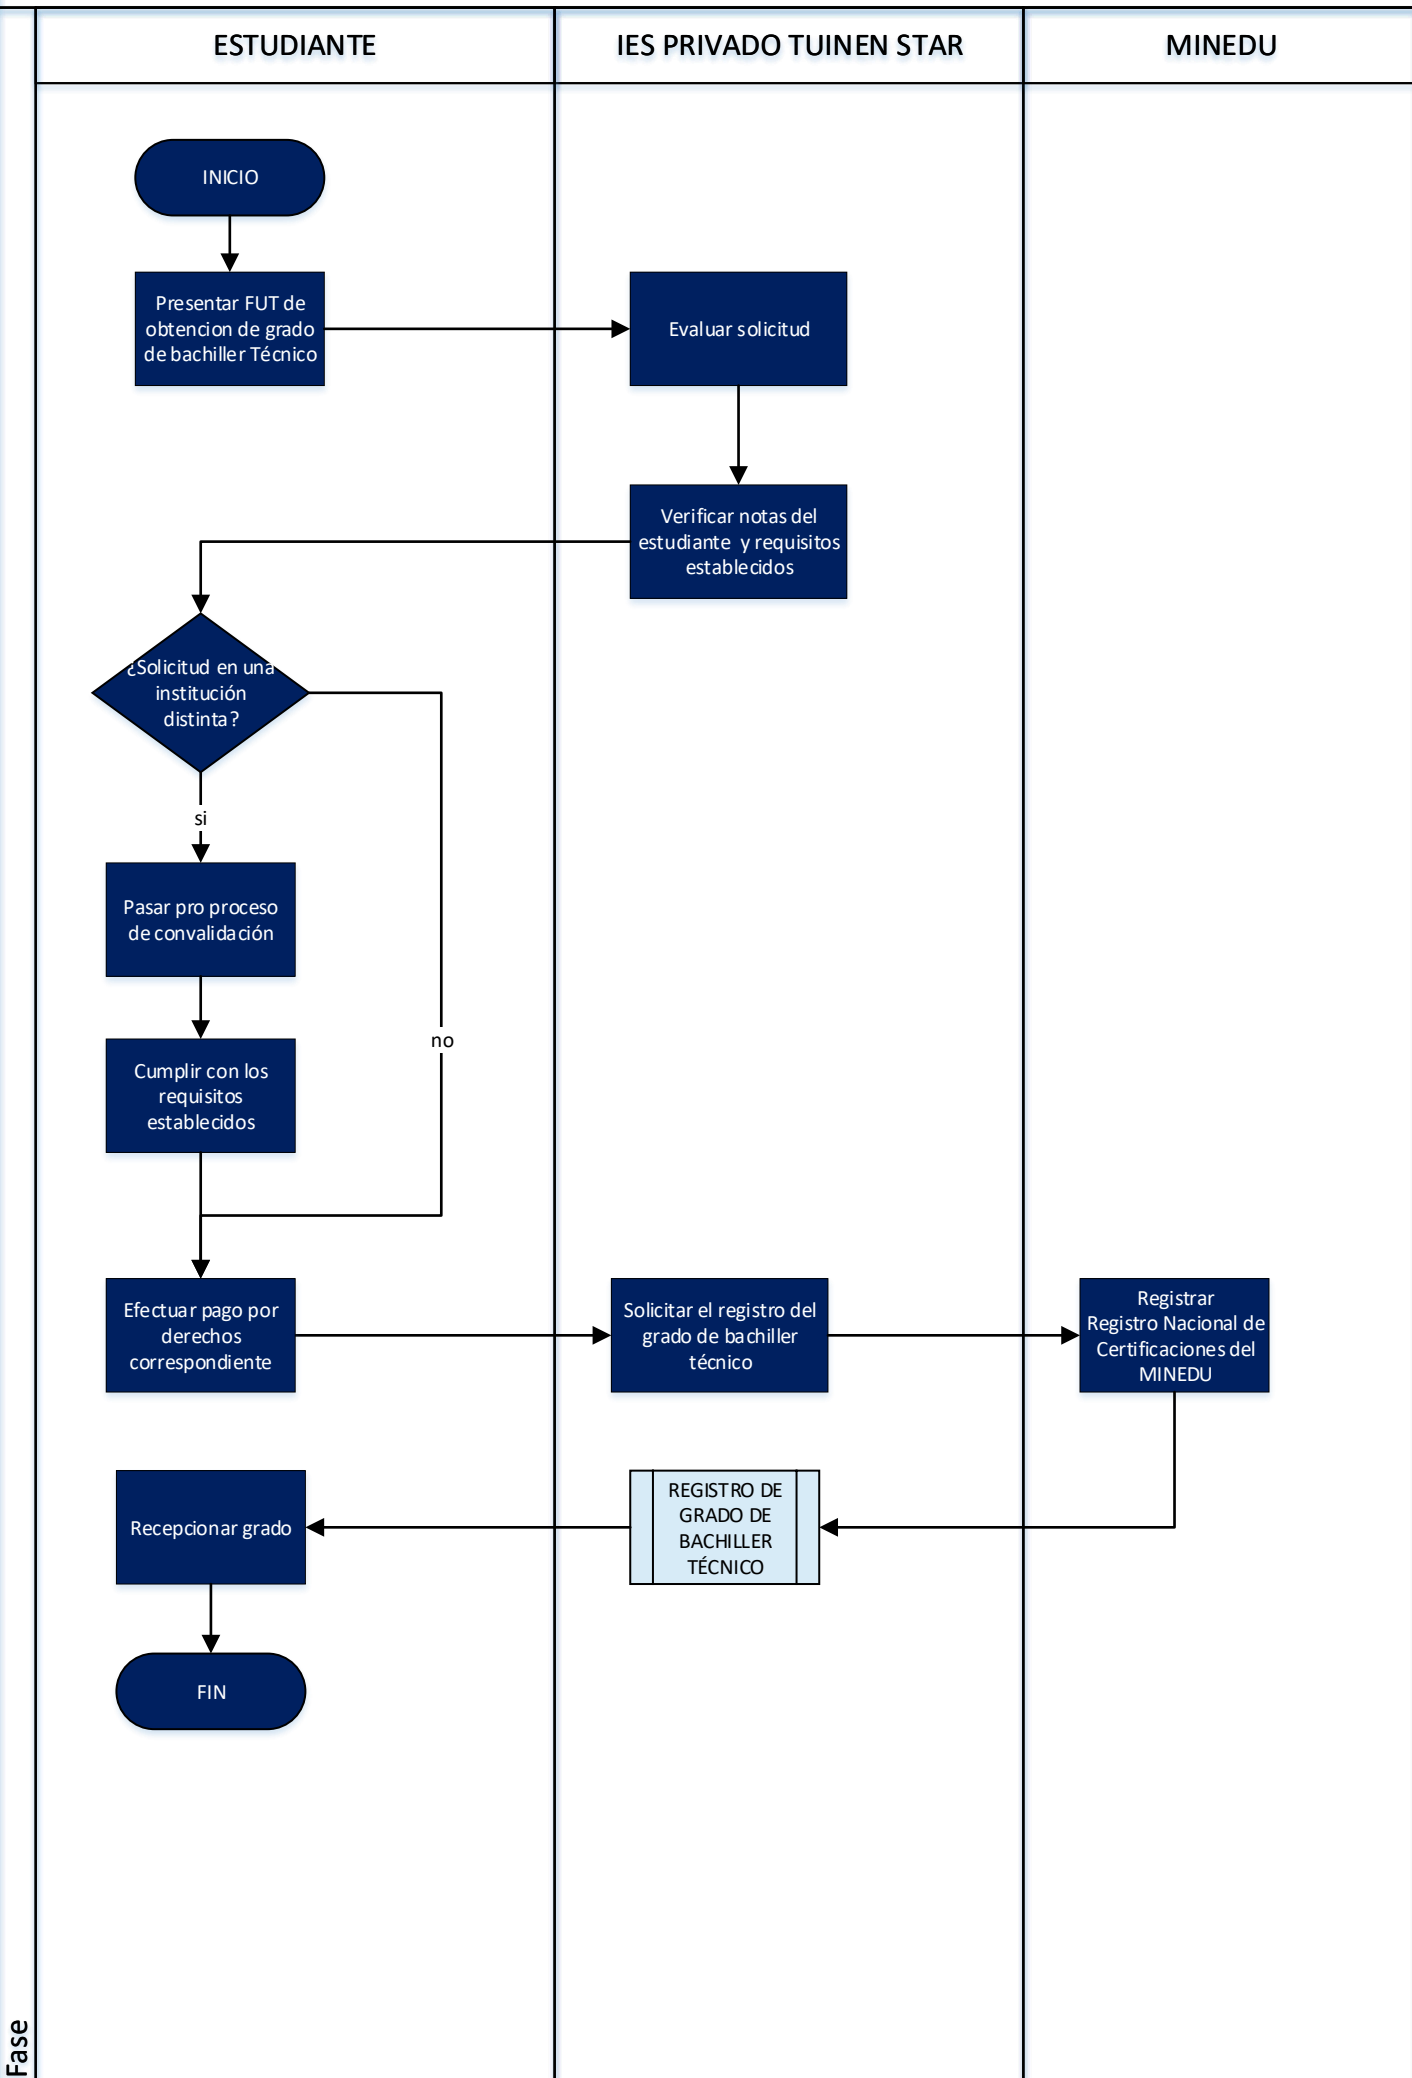 ESTUDIANTE
IES PRIVADO TUINEN STAR
MINEDU
INICIO
Presentar FUT de
obtencion de grado
de bachiller Técnico
Evaluar solicitud
Verificar notas del
estudiante y requisitos
establecidos
¿Solicitud en una
institución
distinta?
si
Pasar pro proceso
de convalidación
no
Cumplir con los
requisitos
establecidos
Efectuar pago por
derechos
correspondiente
Solicitar el registro del
grado de bachiller
técnico
Registrar
Registro Nacional de
Certificaciones del
MINEDU
Recepcionar grado
REGISTRO DE
GRADO DE
BACHILLER
TÉCNICO
FIN
Fase